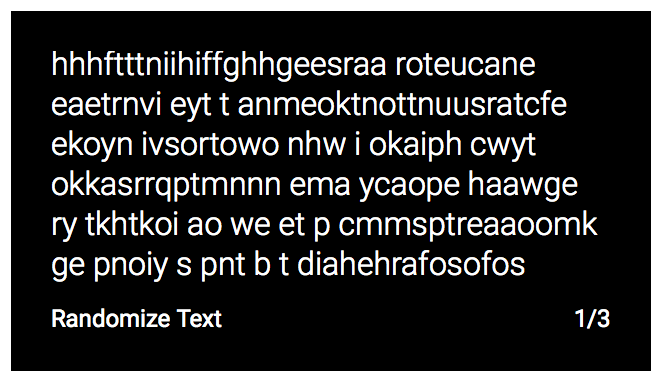 hhhftttniihiffghhgeesraa roteucane
eaetrnvi eyt t anmeoktnottnuusratcfe
ekoyn ivsortowo nhw i okaiph cwyt
okkasrrqptmnnn ema ycaope haawge
ry tkhtkoi ao we et p cmmsptreaaoomk
ge pnoiy s pnt b t diahehrafosofos
Randomize Text 1/3